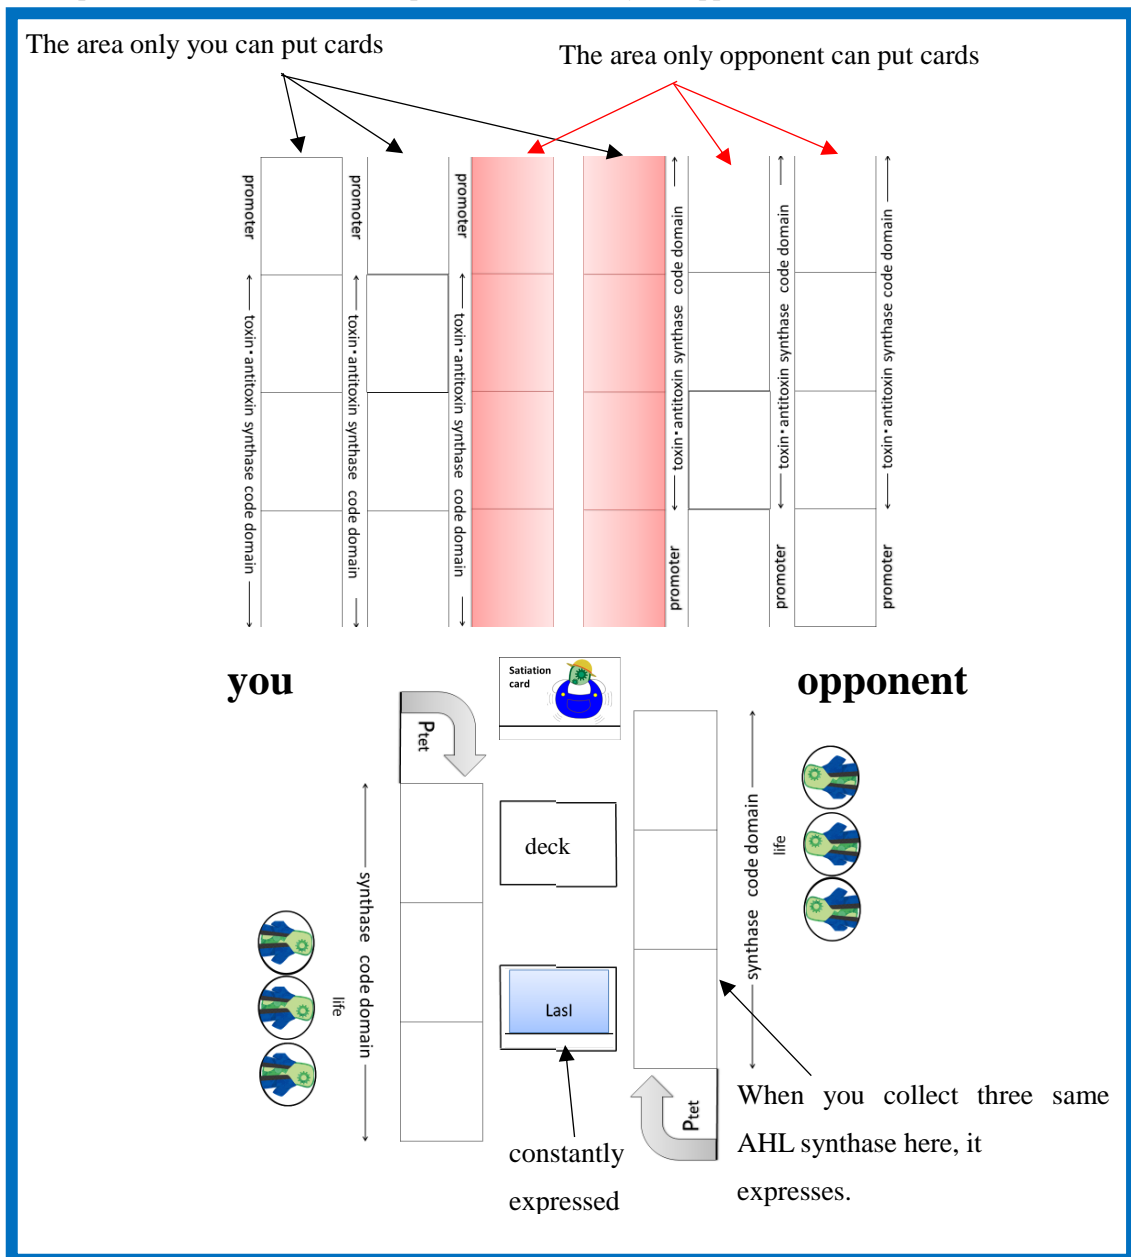 The area only you can put cards
The area only opponent can put cards
promoter
toxin・antitoxin synthase code domain
promoter
toxin・antitoxin synthase code domain
promoter
toxin・antitoxin synthase code domain
toxin・antitoxin synthase code domain
promoter
toxin・antitoxin synthase code domain
promoter
toxin・antitoxin synthase code domain
promoter
you
Satiation
card
opponent
Ptet
synthase code domain
life
deck
LasI
constantly
expressed
synthase code domain
life
Ptet
When you collect three same
AHL synthase here, it
expresses.